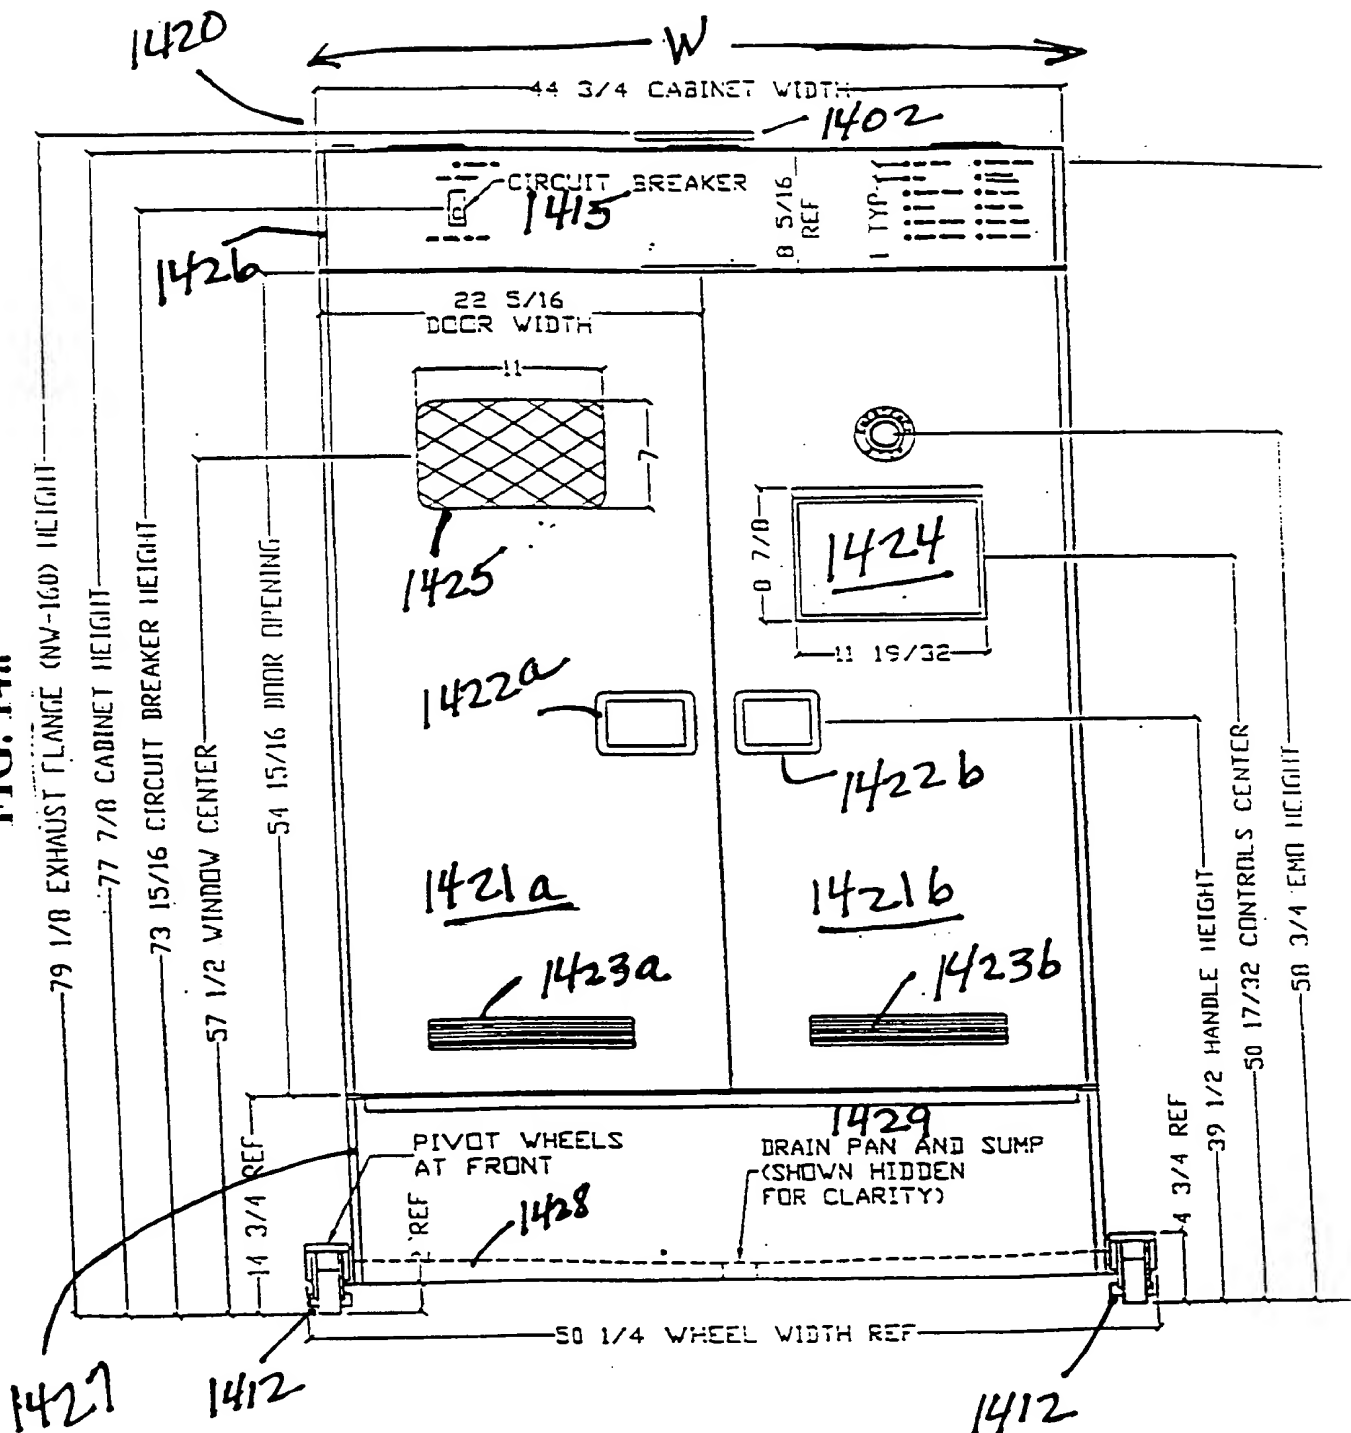 1420
W
44 3/4 CABINET WIDTH
1402
CIRCUIT BREAKER
1415
8 5/16
REF
1 TYP
1426
22 5/16
DOOR WIDTH
11
7
1425
8 7/8
1424
11 19/32
1422a
1422b
1421a
1421b
1423a
1423b
1429
PIVOT WHEELS
AT FRONT
DRAIN PAN AND SUMP
(SHOWN HIDDEN
FOR CLARITY)
1428
50 1/4 WHEEL WIDTH REF
1427
1412
1412
79 1/8 EXHAUST FLANGE (NW-160) HEIGHT
77 7/8 CABINET HEIGHT
73 15/16 CIRCUIT BREAKER HEIGHT
57 1/2 WINDOW CENTER
54 15/16 DOOR OPENING
14 3/4 REF
REF
4 3/4 REF
39 1/2 HANDLE HEIGHT
50 17/32 CONTROLS CENTER
58 3/4 EMO HEIGHT